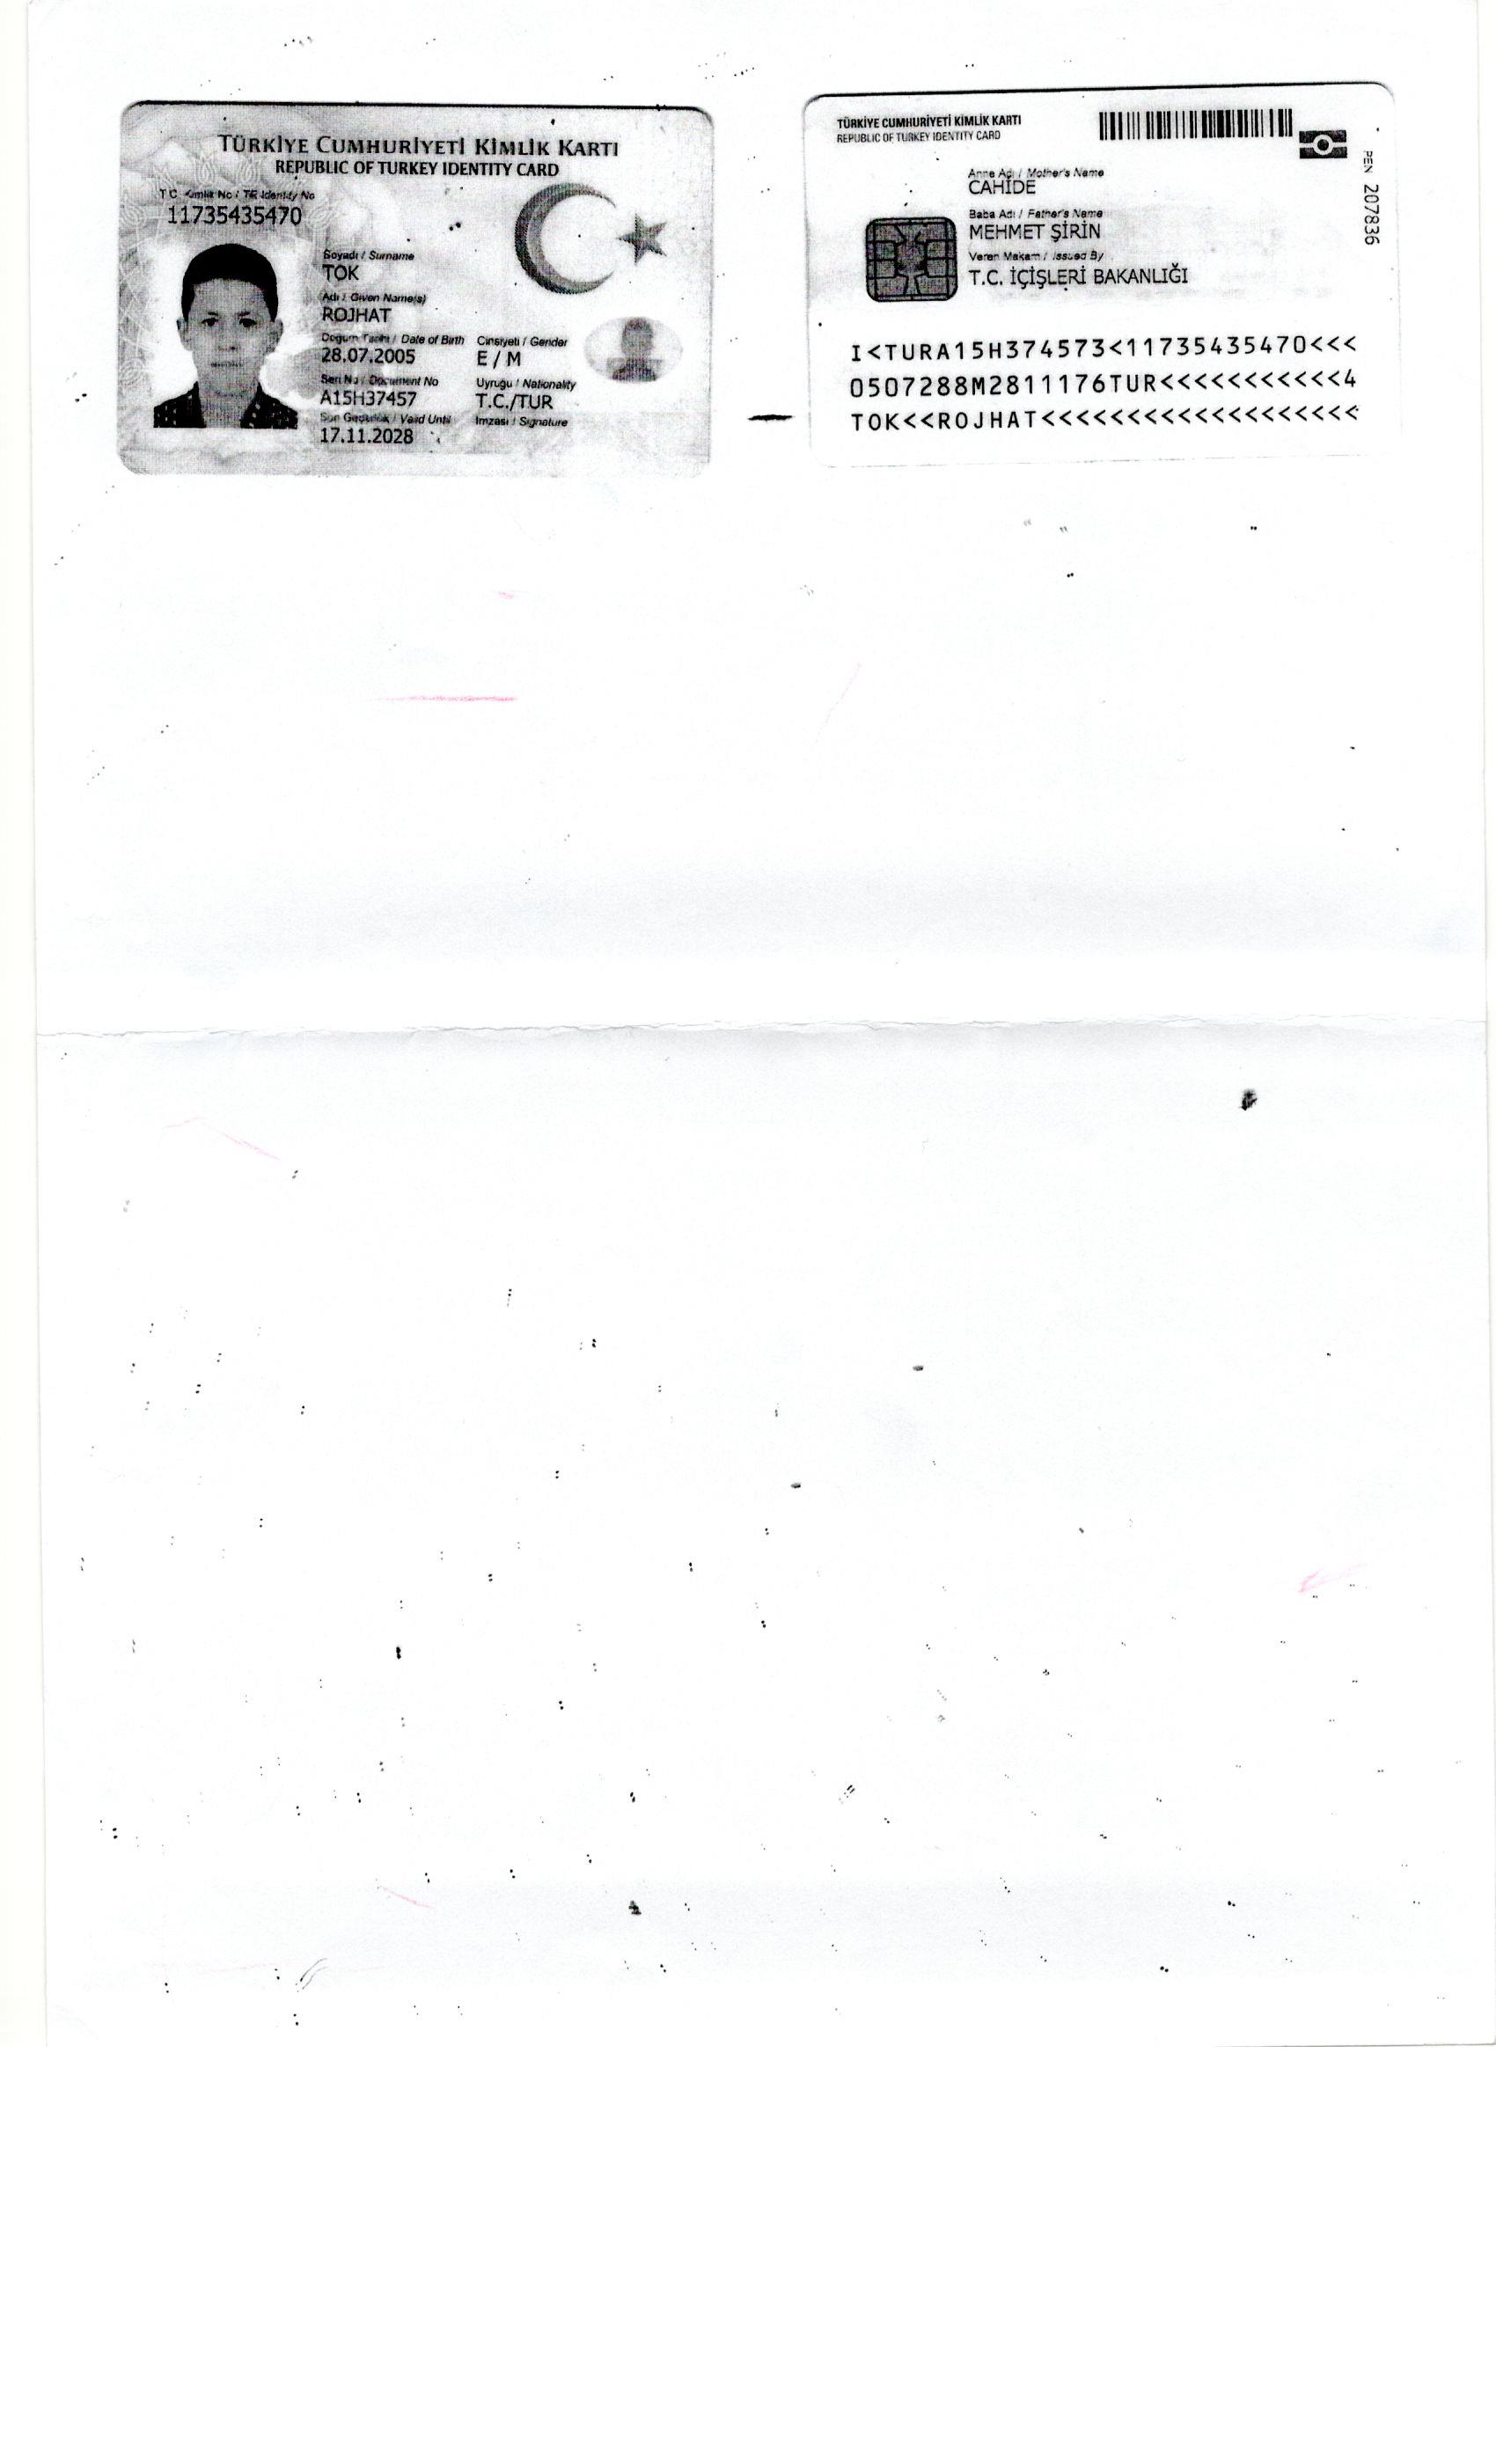 TÜRKİYE CUMHURİYETİ KİMLİK KARTI
REPUBLIC OF TURKEY IDENTITY CARD
T.C. Kimlik No / TR Identity No
11735435470
Soyadı / Surname
TOK
Adı / Given Name(s)
ROJHAT
Doğum Tarihi / Date of Birth
28.07.2005
Cinsiyeti / Gender
E / M
Seri No / Document No
A15H37457
Uyruğu / Nationality
T.C./TUR
Son Geçerlilik / Valid Until
17.11.2028
İmzası / Signature
TÜRKİYE CUMHURİYETİ KİMLİK KARTI
REPUBLIC OF TURKEY IDENTITY CARD
Anne Adı / Mother's Name
CAHİDE
Baba Adı / Father's Name
MEHMET ŞİRİN
Veren Makam / Issued By
T.C. İÇİŞLERİ BAKANLIĞI
PEN 207836
I<TURA15H374573<11735435470<<<
0507288M2811176TUR<<<<<<<<<<<4
TOK<<ROJHAT<<<<<<<<<<<<<<<<<<<